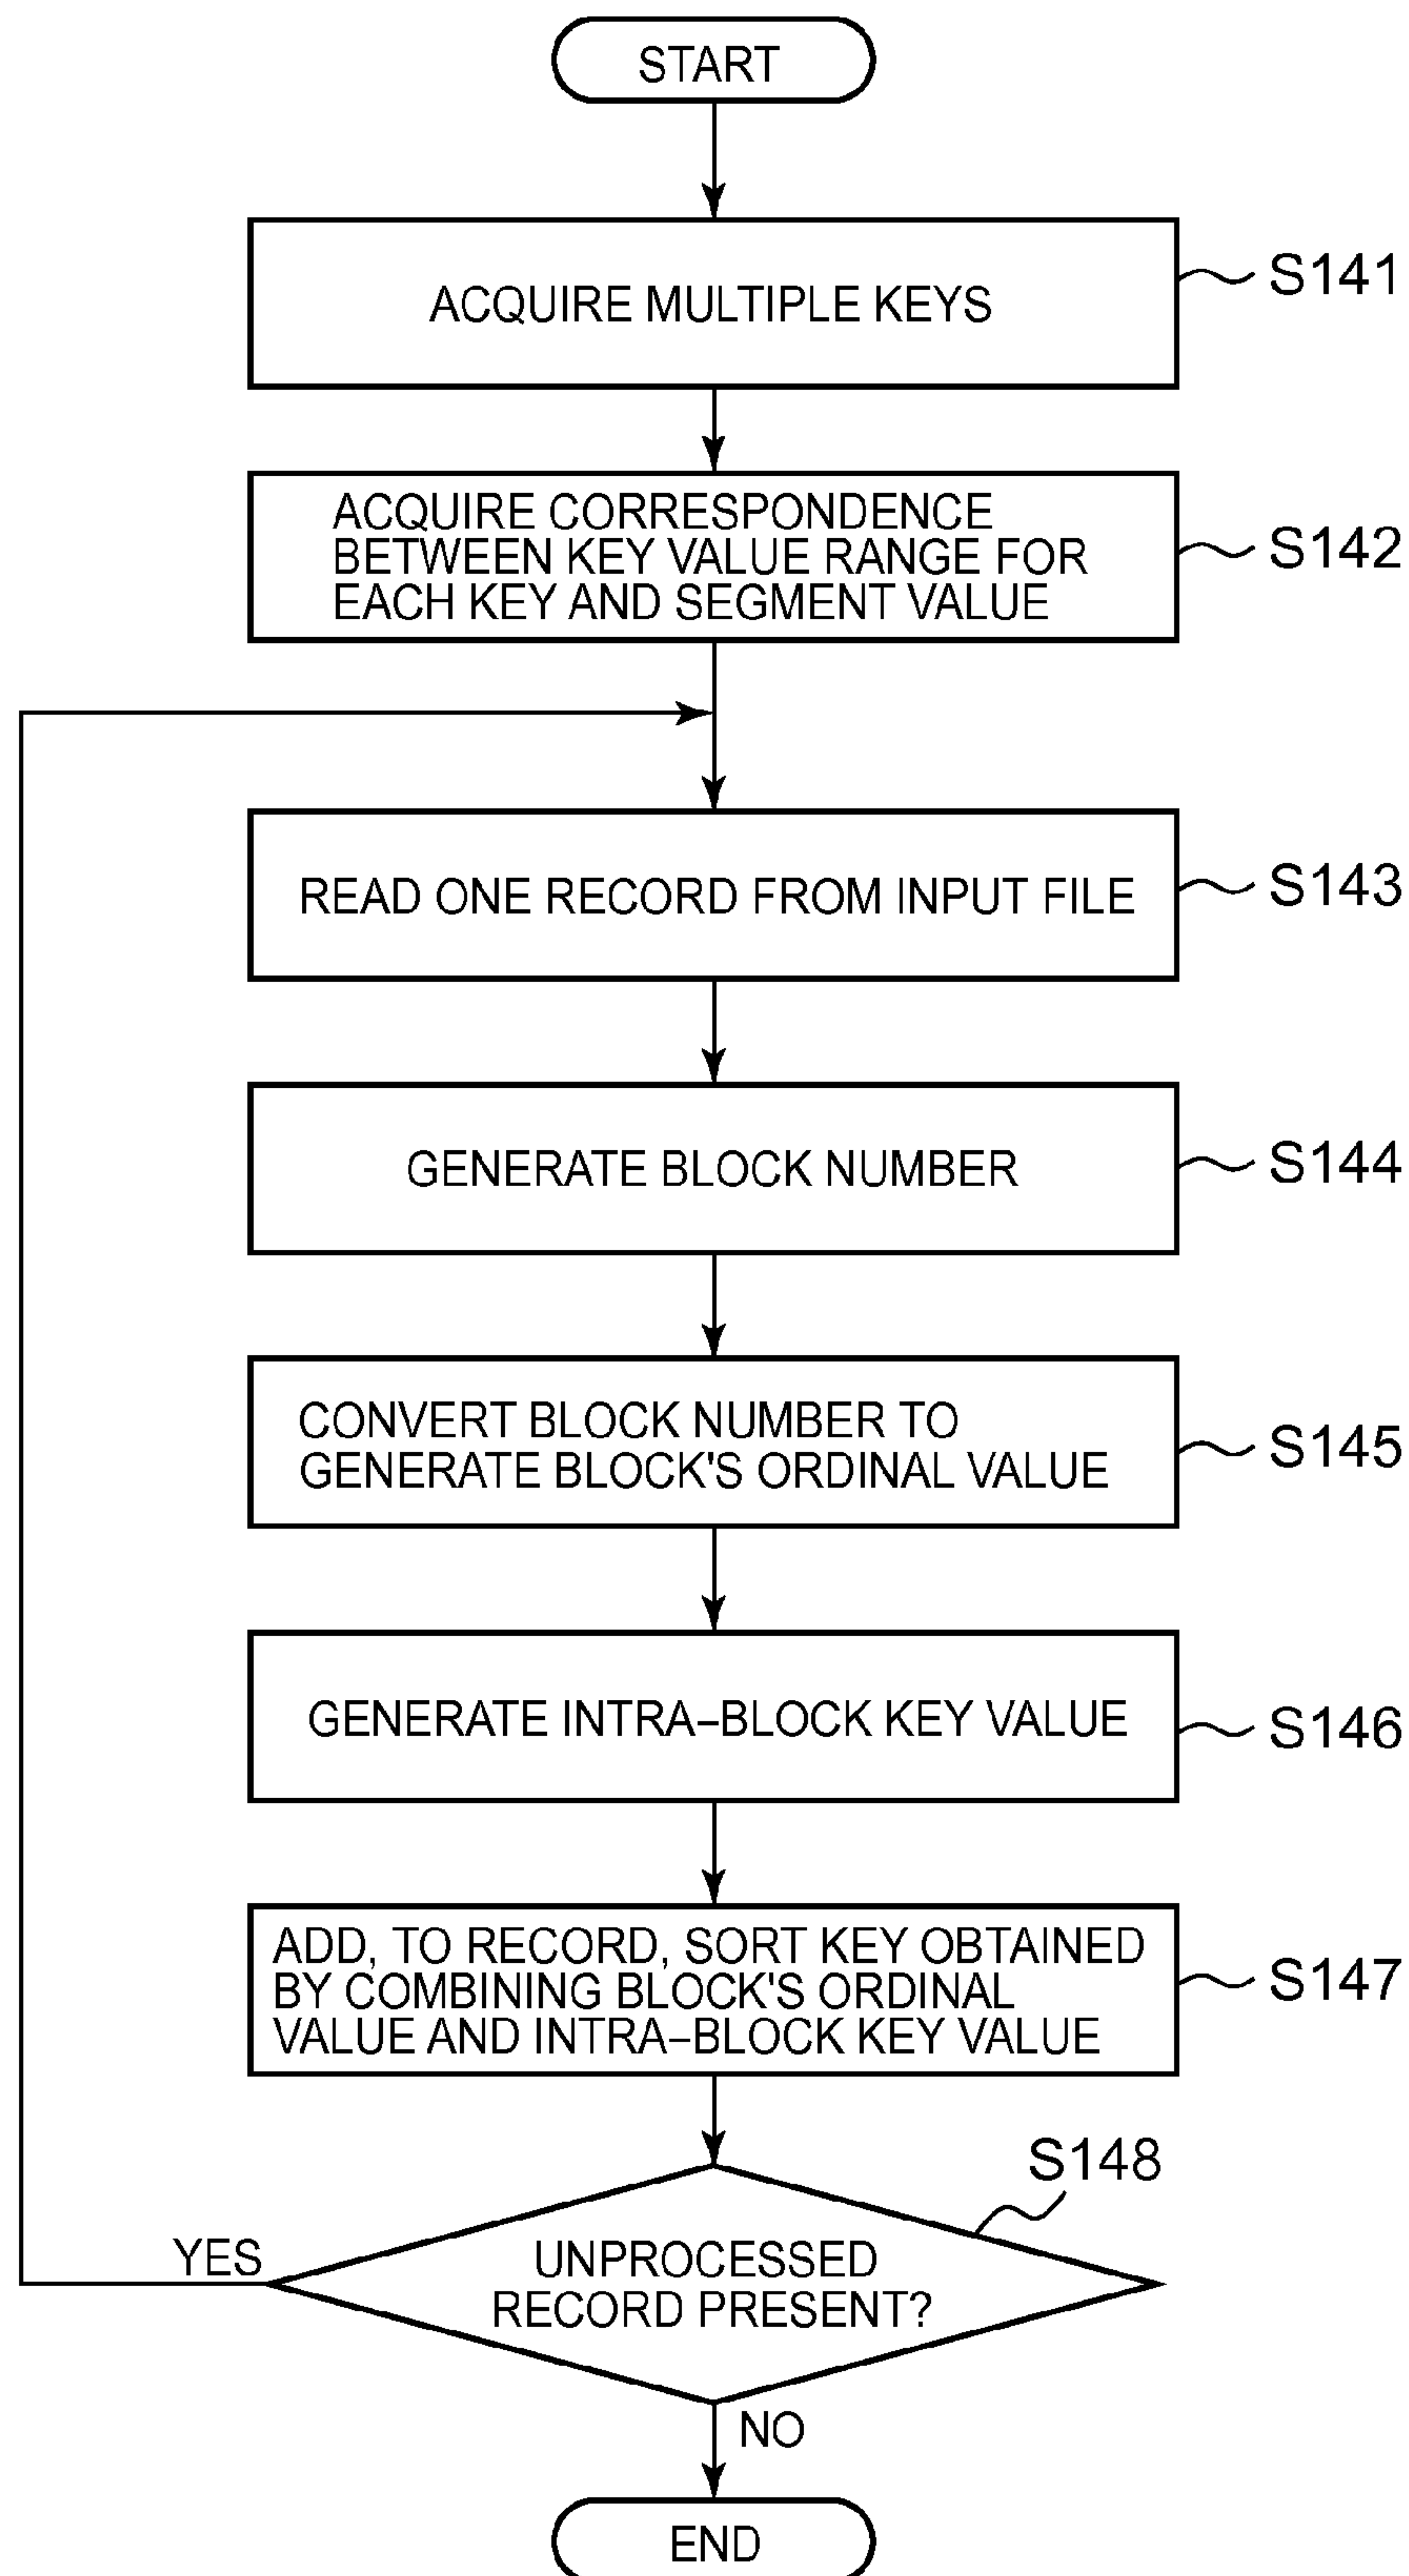 START
ACQUIRE MULTIPLE KEYS
S141
ACQUIRE CORRESPONDENCE
BETWEEN KEY VALUE RANGE FOR
EACH KEY AND SEGMENT VALUE
S142
READ ONE RECORD FROM INPUT FILE
S143
GENERATE BLOCK NUMBER
S144
CONVERT BLOCK NUMBER TO
GENERATE BLOCK'S ORDINAL VALUE
S145
GENERATE INTRA–BLOCK KEY VALUE
S146
ADD, TO RECORD, SORT KEY OBTAINED
BY COMBINING BLOCK'S ORDINAL
VALUE AND INTRA–BLOCK KEY VALUE
S147
S148
YES
UNPROCESSED
RECORD PRESENT?
NO
END